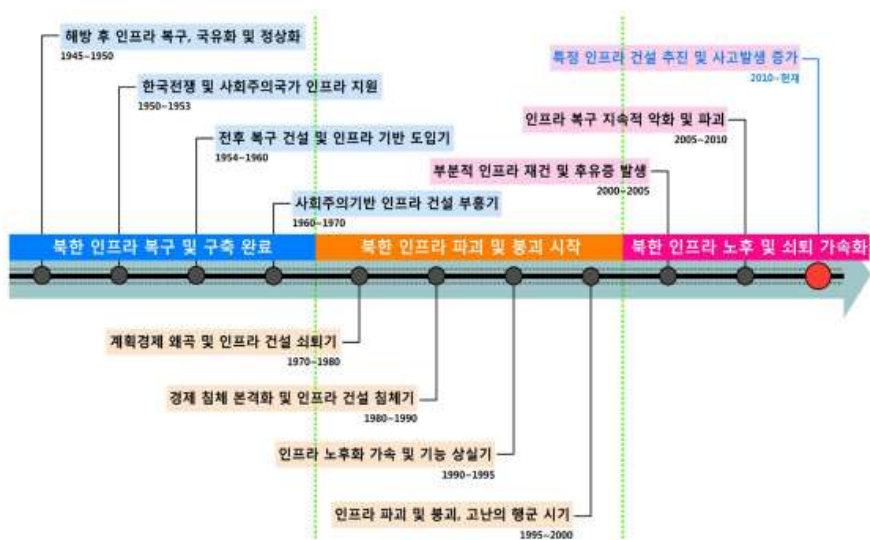 해방 후 인프라 복구, 국유화 및 정상화
1945~1950
한국전쟁 및 사회주의국가 인프라 지원
1950~1953
전후 복구 건설 및 인프라 기반 도입기
1954~1960
사회주의기반 인프라 건설 부흥기
1960~1970
특정 인프라 건설 추진 및 사고발생 증가
2010~현재
인프라 복구 지속적 악화 및 파괴
2005~2010
부분적 인프라 재건 및 후유증 발생
2000~2005
북한 인프라 복구 및 구축 완료
북한 인프라 파괴 및 붕괴 시작
북한 인프라 노후 및 쇠퇴 가속화
계획경제 왜곡 및 인프라 건설 쇠퇴기
1970~1980
경제 침체 본격화 및 인프라 건설 침체기
1980~1990
인프라 노후화 가속 및 기능 상실기
1990~1995
인프라 파괴 및 붕괴, 고난의 행군 시기
1995~2000